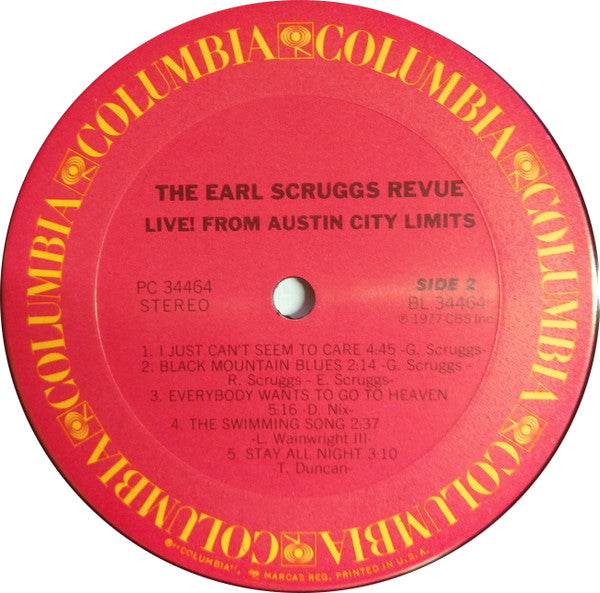 COLUMBIA COLUMBIA COLUMBIA COLUMBIA COLUMBIA COLUMBIA
THE EARL SCRUGGS REVUE
LIVE! FROM AUSTIN CITY LIMITS
PC 34464
STEREO
SIDE 2
BL 34464
℗ 1977 CBS Inc.
1. I JUST CAN'T SEEM TO CARE 4:45 -G. Scruggs-
2. BLACK MOUNTAIN BLUES 2:14 -G. Scruggs -
R. Scruggs - E. Scruggs-
3. EVERYBODY WANTS TO GO TO HEAVEN
5:16 -D. Nix-
4. THE SWIMMING SONG 2:37
-L. Wainwright III-
5. STAY ALL NIGHT 3:10
-T. Duncan-
"COLUMBIA", MARCAS REG. PRINTED IN U.S.A.